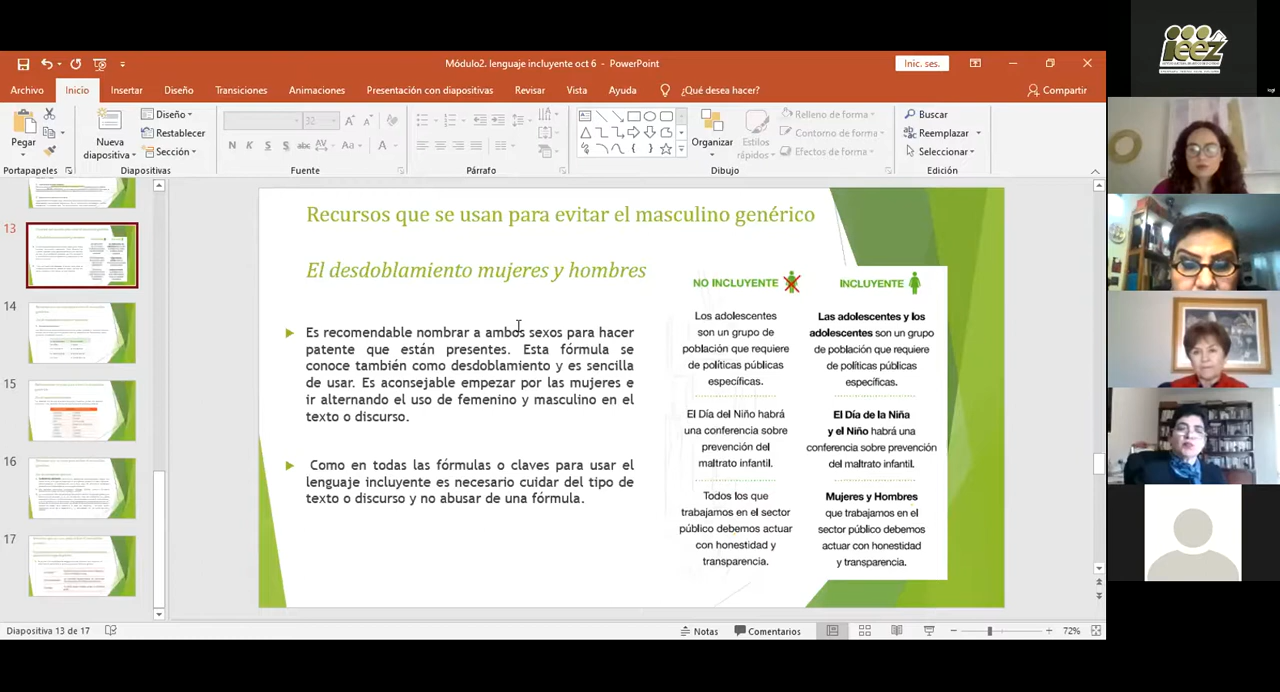 Módulo2. lenguaje incluyente oct 6 - PowerPoint
Inic. ses.
Archivo
Inicio
Insertar
Diseño
Transiciones
Animaciones
Presentación con diapositivas
Revisar
Vista
Ayuda
¿Qué desea hacer?
Compartir
Pegar
Nueva
diapositiva
Diseño
Restablecer
Sección
32
N
K
S
S
abc
AV
Aa
A
Organizar
Estilos
rápidos
Relleno de forma
Contorno de forma
Efectos de forma
Buscar
Reemplazar
Seleccionar
Portapapeles
Diapositivas
Fuente
Párrafo
Dibujo
Edición
13
14
15
16
17
Recursos que se usan para evitar el masculino genérico
El desdoblamiento mujeres y hombres
Es recomendable nombrar a ambos sexos para hacer
patente que están presentes. Esta fórmula se
conoce también como desdoblamiento y es sencilla
de usar. Es aconsejable empezar por las mujeres e
ir alternando el uso de femenino y masculino en el
texto o discurso.
Como en todas las fórmulas o claves para usar el
lenguaje incluyente es necesario cuidar del tipo de
texto o discurso y no abusar de una fórmula.
NO INCLUYENTE
Los adolescentes
son un grupo de
población que requiere
de políticas públicas
específicas.
El Día del Niño habrá
una conferencia sobre
prevención del
maltrato infantil.
Todos los que
trabajamos en el sector
público debemos actuar
con honestidad y
transparencia.
INCLUYENTE
Las adolescentes y los
adolescentes son un grupo
de población que requiere
de políticas públicas
específicas.
El Día de la Niña
y el Niño habrá una
conferencia sobre prevención
del maltrato infantil.
Mujeres y Hombres
que trabajamos en el
sector público debemos
actuar con honestidad
y transparencia.
Diapositiva 13 de 17
Notas
Comentarios
72%
ieez